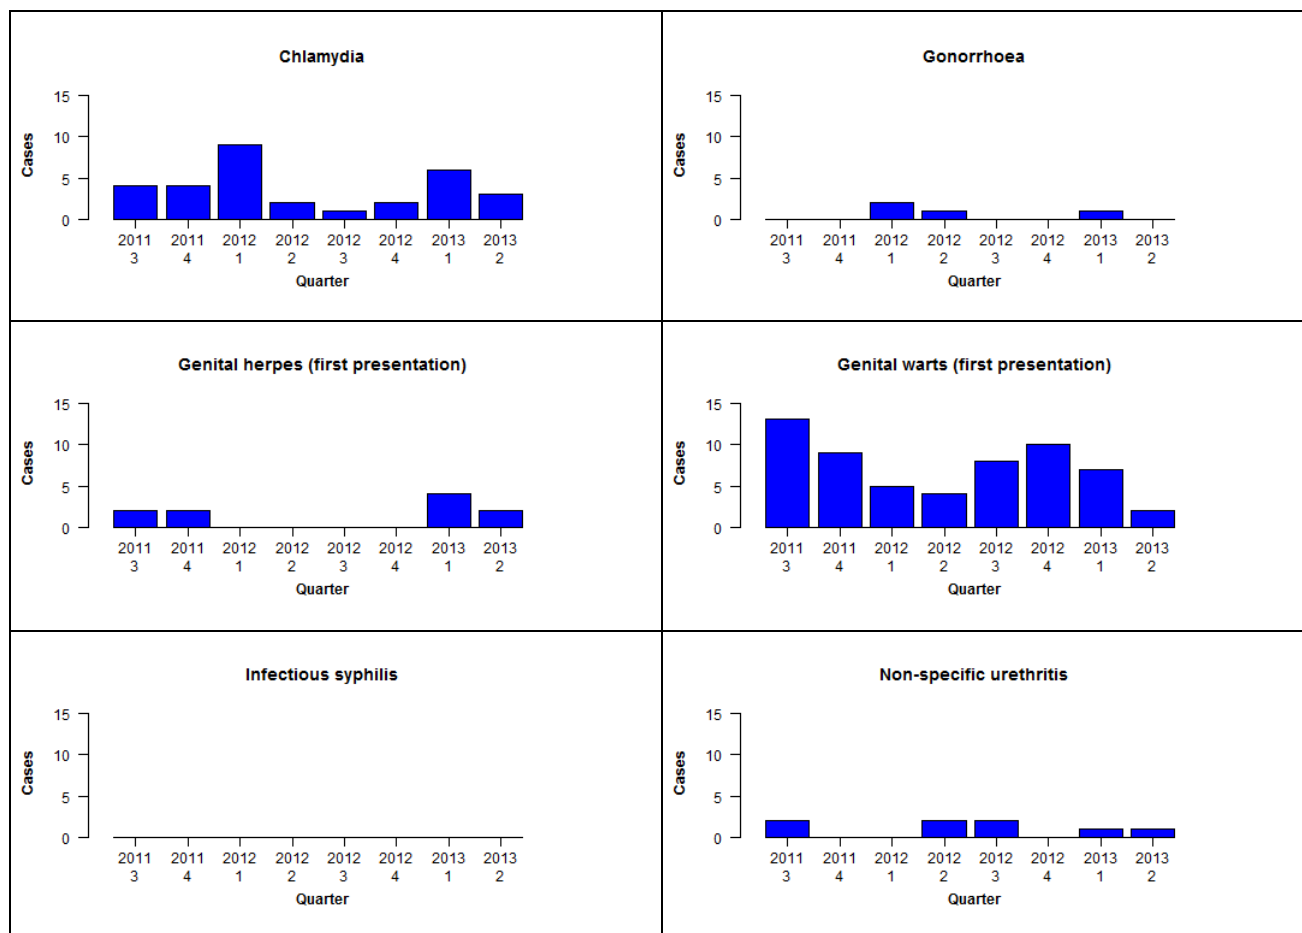 Chlamydia
15
10
5
0
Cases
2011 2011 2012 2012 2012 2012 2013 2013
3 4 1 2 3 4 1 2
Quarter
Gonorrhoea
15
10
5
0
Cases
2011 2011 2012 2012 2012 2012 2013 2013
3 4 1 2 3 4 1 2
Quarter
Genital herpes (first presentation)
15
10
5
0
Cases
2011 2011 2012 2012 2012 2012 2013 2013
3 4 1 2 3 4 1 2
Quarter
Genital warts (first presentation)
15
10
5
0
Cases
2011 2011 2012 2012 2012 2012 2013 2013
3 4 1 2 3 4 1 2
Quarter
Infectious syphilis
15
10
5
0
Cases
2011 2011 2012 2012 2012 2012 2013 2013
3 4 1 2 3 4 1 2
Quarter
Non-specific urethritis
15
10
5
0
Cases
2011 2011 2012 2012 2012 2012 2013 2013
3 4 1 2 3 4 1 2
Quarter